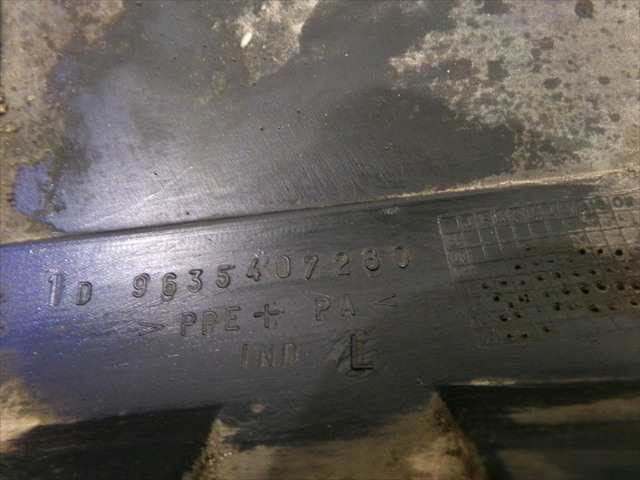 1D 9635407280
>PPE+ PA<
IND L